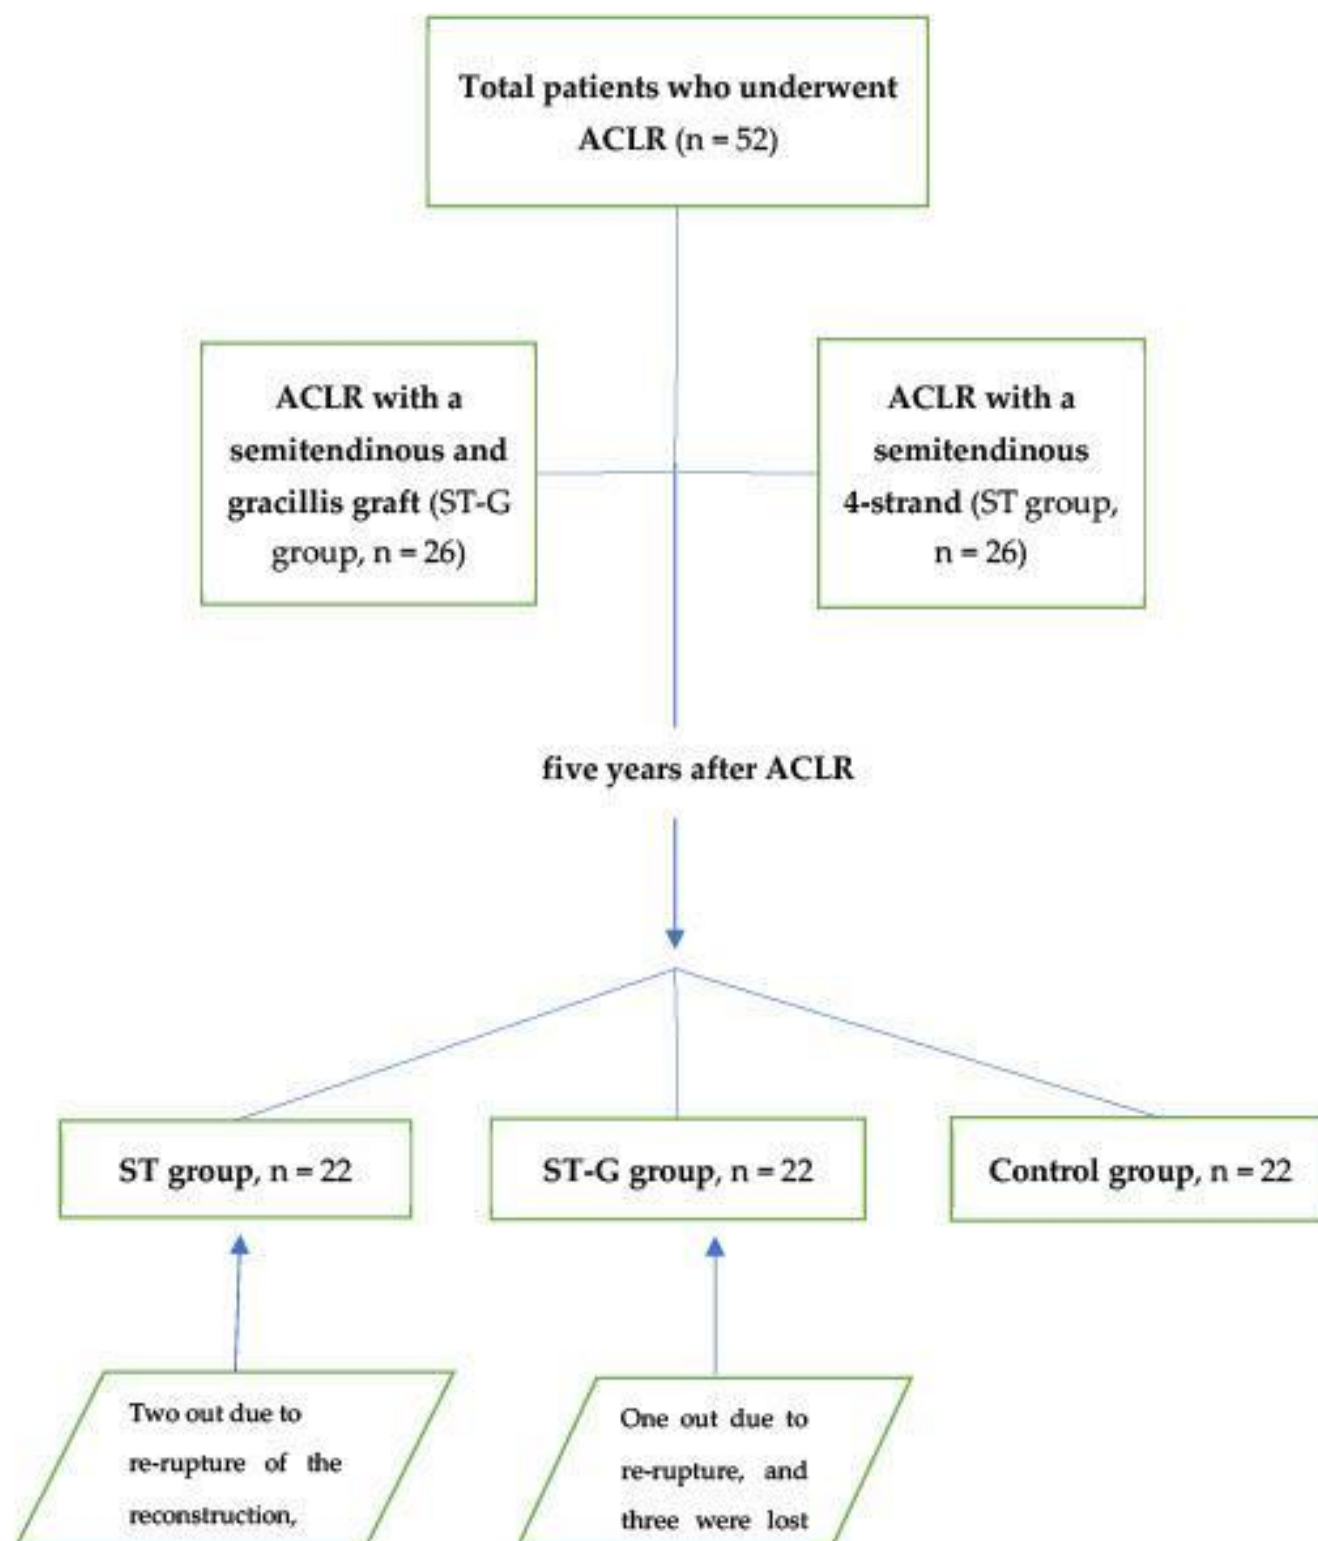 Total patients who underwent
ACLR (n = 52)
ACLR with a
semitendinous and
gracillis graft (ST-G
group, n = 26)
ACLR with a
semitendinous
4-strand (ST group,
n = 26)
five years after ACLR
ST group, n = 22
ST-G group, n = 22
Control group, n = 22
Two out due to
re-rupture of the
reconstruction,
One out due to
re-rupture, and
three were lost